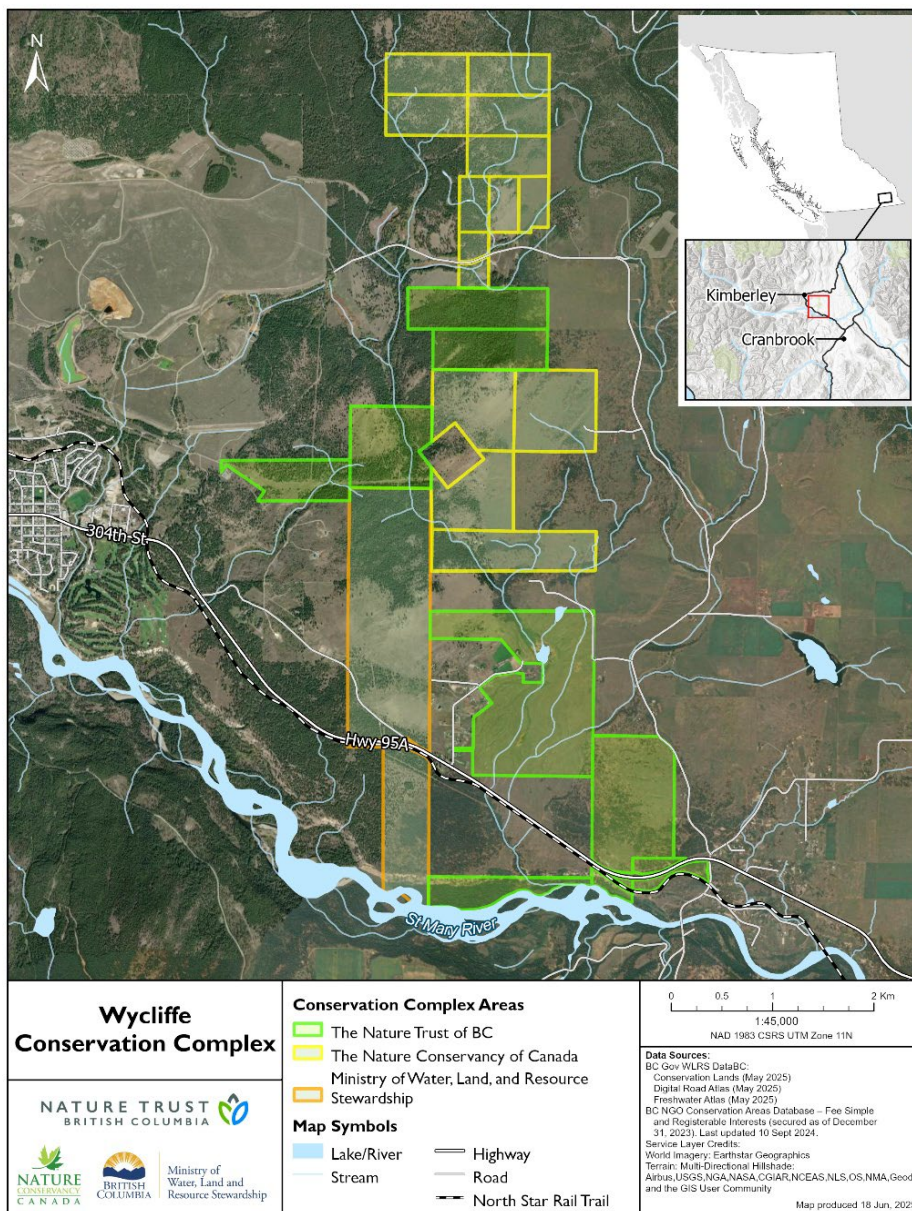 N
Kimberley
Cranbrook
304th St
Hwy 95A
St Mary River
Wycliffe
Conservation Complex
NATURE TRUST
BRITISH COLUMBIA
NATURE
CONSERVANCY
CANADA
BRITISH
COLUMBIA
Ministry of
Water, Land and
Resource Stewardship
Conservation Complex Areas
The Nature Trust of BC
The Nature Conservancy of Canada
Ministry of Water, Land, and Resource
Stewardship
Map Symbols
Lake/River
Stream
Highway
Road
North Star Rail Trail
0 0.5 1 2 Km
1:45,000
NAD 1983 CSRS UTM Zone 11N
Data Sources:
BC Gov WLRS DataBC:
Conservation Lands (May 2025)
Digital Road Atlas (May 2025)
Freshwater Atlas (May 2025)
BC NGO Conservation Areas Database – Fee Simple
and Registerable Interests (secured as of December
31, 2023). Last updated 10 Sept 2024.
Service Layer Credits:
World Imagery: Earthstar Geographics
Terrain: Multi-Directional Hillshade:
Airbus,USGS,NGA,NASA,CGIAR,NCEAS,NLS,OS,NMA,Geod
and the GIS User Community
Map produced 18 Jun, 202